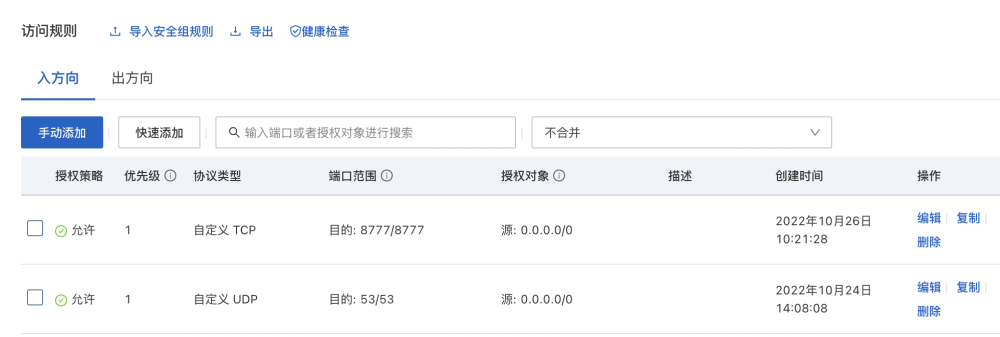 访问规则 导入安全组规则 导出 健康检查
入方向 出方向
手动添加 快速添加 输入端口或者授权对象进行搜索 不合并
授权策略 优先级 协议类型 端口范围 授权对象 描述 创建时间 操作
允许 1 自定义 TCP 目的: 8777/8777 源: 0.0.0.0/0 2022年10月26日 10:21:28 编辑 复制 删除
允许 1 自定义 UDP 目的: 53/53 源: 0.0.0.0/0 2022年10月24日 14:08:08 编辑 复制 删除